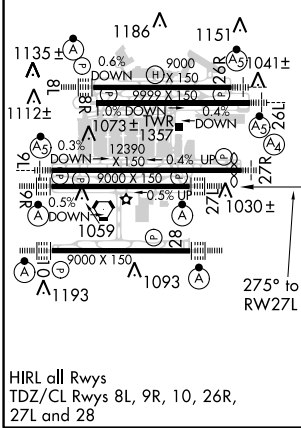 1186
1151
1135 ±
A
0.6%
9000
A
DOWN
X 150
26R
1041±
P
H
P
8L
8R
9999 X 150
26L
1112±
1.0% DOWN
0.4%
A5
P
TWR
DOWN
A4
1073 ±
1357
A5
0.3%
12390
DOWN
X 150
0.4% UP
9L
27R
P
9000 X 150
P
9R
27L
A
0.5%
0.5% UP
1030 ±
DOWN
A
1059
P
28
275° to
RW27L
10
P
9000 X 150
A
A
1193
1093
HIRL all Rwys
TDZ/CL Rwys 8L, 9R, 10, 26R,
27L and 28